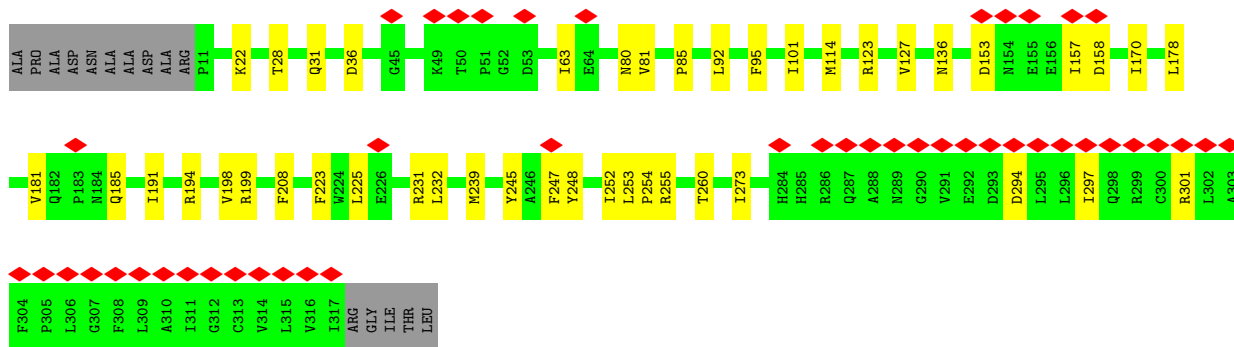 ALA PRO ALA ASP ASN ALA ALA ASP ALA ARG P11 K22 T28 Q31 D36 G45 K49 T50 P51 G52 D53 I63 E64 N80 V81 P85 L92 F95 I101 M114 R123 V127 N136 D153 N154 E155 E156 I157 D158 I170 L178
V181 Q182 P183 N184 Q185 I191 R194 V198 R199 F208 F223 W224 L225 E226 R231 L232 M239 Y245 A246 F247 Y248 I252 L253 P254 R255 T260 I273 H284 H285 R286 Q287 A288 N289 G290 V291 E292 D293 D294 L295 L296 I297 Q298 R299 C300 R301 L302 A303
F304 P305 L306 G307 F308 L309 A310 I311 G312 C313 V314 L315 V316 I317 ARG GLY ILE THR LEU